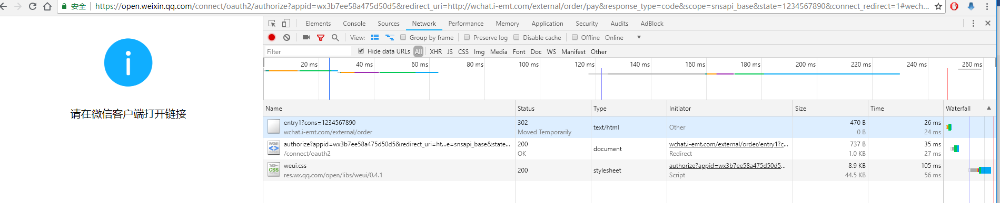 安全 https://open.weixin.qq.com/connect/oauth2/authorize?appid=wx3b7ee58a475d50d5&redirect_uri=http://wchat.i-emt.com/external/order/pay&response_type=code&scope=snsapi_base&state=1234567890&connect_redirect=1#wech...
请在微信客户端打开链接
Elements Console Sources Network Performance Memory Application Security Audits AdBlock
View: Group by frame Preserve log Disable cache Offline Online
Filter Hide data URLs All XHR JS CSS Img Media Font Doc WS Manifest Other
20 ms 40 ms 60 ms 80 ms 100 ms 120 ms 140 ms 160 ms 180 ms 200 ms 220 ms 240 ms 260 ms
Name Status Type Initiator Size Time Waterfall
entry1?cons=1234567890 302 text/html Other 470 B 26 ms
wchat.i-emt.com/external/order Moved Temporarily 0 B 24 ms
authorize?appid=wx3b7ee58a475d50d5&redirect_uri=ht...e=snsapi_base&state... 200 document wchat.i-emt.com/external/order/entry1?c... 737 B 35 ms
/connect/oauth2 OK Redirect 1.0 KB 27 ms
weui.css 200 stylesheet authorize?appid=wx3b7ee58a475d50d5... 8.9 KB 105 ms
res.wx.qq.com/open/libs/weui/0.4.1 Script 44.5 KB 56 ms